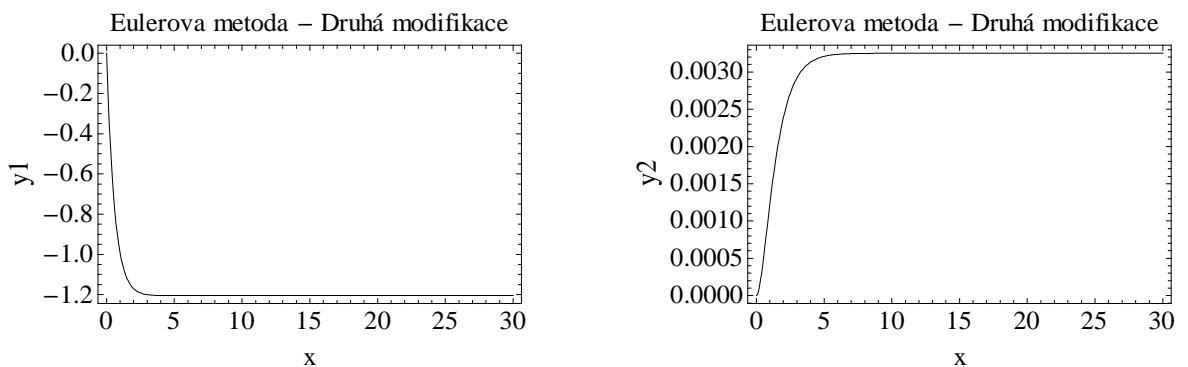 Eulerova metoda − Druhá modifikace
0.0
−0.2
−0.4
−0.6
−0.8
−1.0
−1.2
y1
0 5 10 15 20 25 30
x
Eulerova metoda − Druhá modifikace
0.0030
0.0025
0.0020
0.0015
0.0010
0.0005
0.0000
y2
0 5 10 15 20 25 30
x